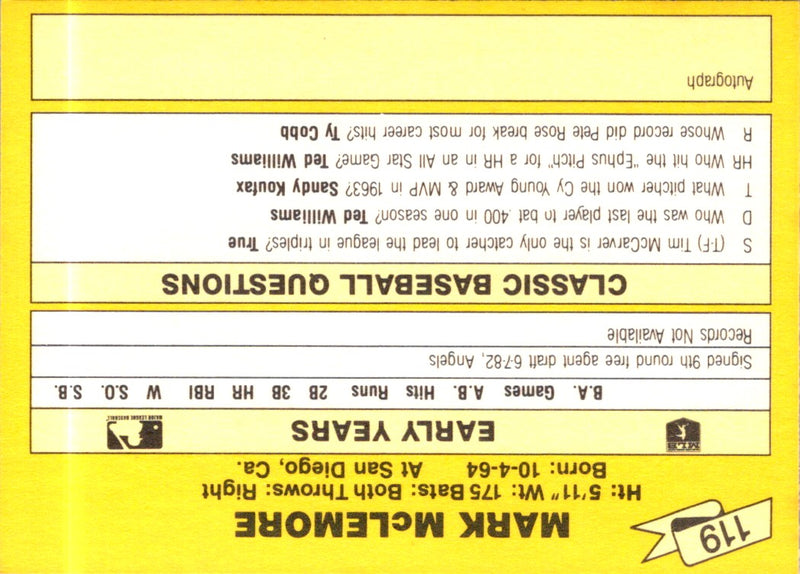 119
MARK McLEMORE
Ht: 5'11" Wt: 175 Bats: Both Throws: Right
Born: 10-4-64 At San Diego, Ca.
MLB
EARLY YEARS
MAJOR LEAGUE BASEBALL
B.A. Games A.B. Hits Runs 2B 3B HR RBI W S.O. S.B.
Signed 9th round free agent draft 6-7-82, Angels
Records Not Available
CLASSIC BASEBALL QUESTIONS
S (T-F) Tim McCarver is the only catcher to lead the league in triples? True
D Who was the last player to bat .400 in one season? Ted Williams
T What pitcher won the Cy Young Award & MVP in 1963? Sandy Koufax
HR Who hit the "Ephus Pitch" for a HR in an All Star Game? Ted Williams
R Whose record did Pete Rose break for most career hits? Ty Cobb
Autograph